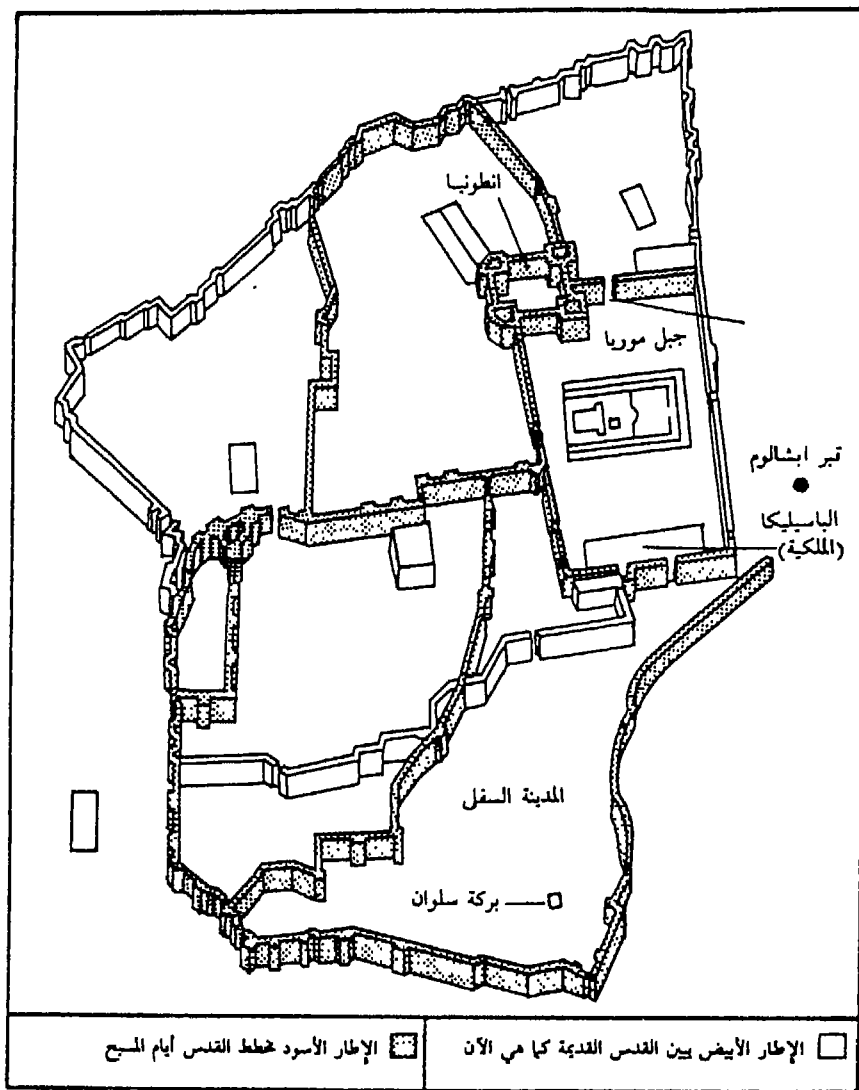 انطونيا
جبل موريا
قبر ابشالوم
الباسيليكا
(الملكية)
المدينة السفل
بركة سلوان
الإطار الأبيض يبين القدس القديمة كما هي الآن
الإطار الأسود مخطط القدس أيام المسيح